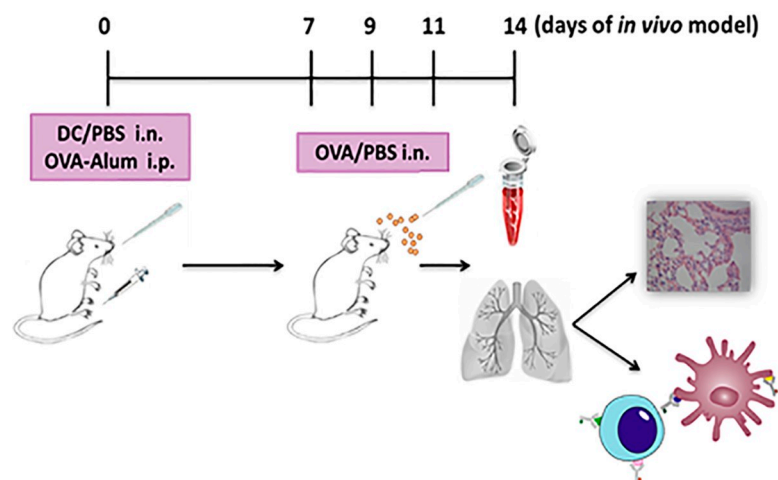 0 7 9 11 14 (days of in vivo model)
DC/PBS i.n.
OVA-Alum i.p.
OVA/PBS i.n.